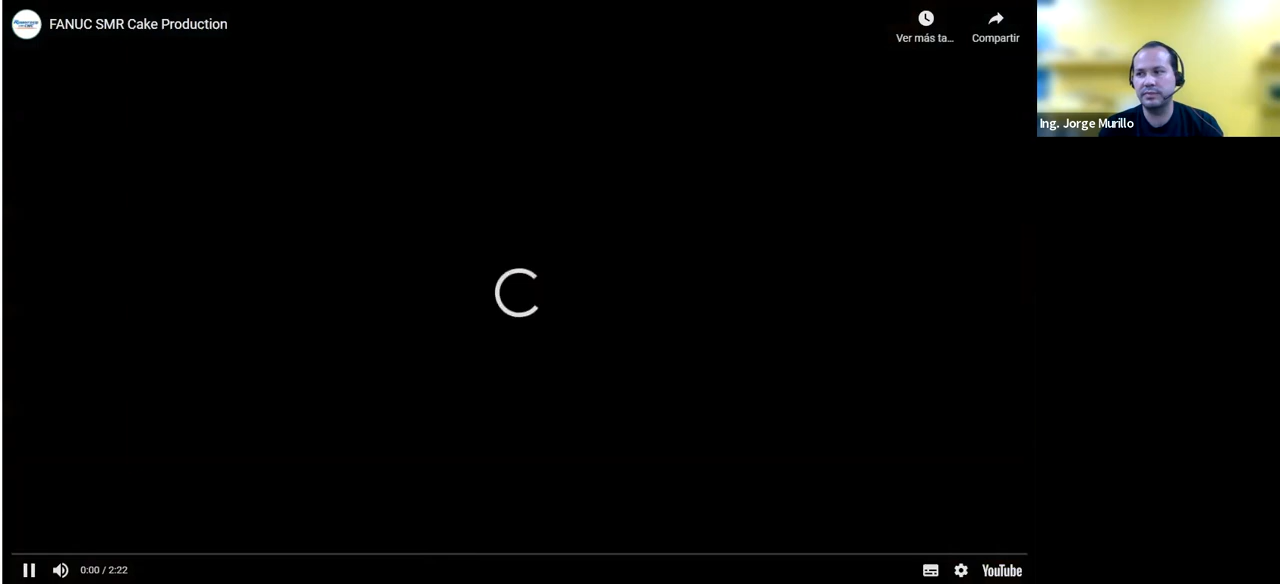 FANUC SMR Cake Production
Ver más ta...
Compartir
Ing. Jorge Murillo
0:00 / 2:22
YouTube